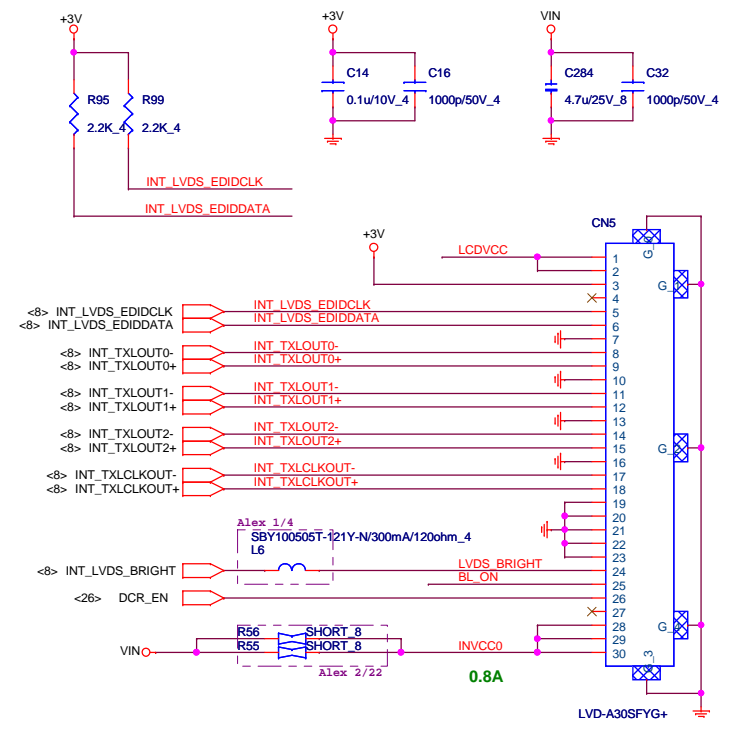 +3V
R95
2.2K_4
R99
2.2K_4
INT_LVDS_EDIDCLK
INT_LVDS_EDIDDATA
+3V
C14
0.1u/10V_4
C16
1000p/50V_4
VIN
C284
4.7u/25V_8
C32
1000p/50V_4
CN5
+3V
LCDVCC
1
2
3
4
<8> INT_LVDS_EDIDCLK INT_LVDS_EDIDCLK 5
<8> INT_LVDS_EDIDDATA INT_LVDS_EDIDDATA 6
7
<8> INT_TXLOUT0- INT_TXLOUT0- 8
<8> INT_TXLOUT0+ INT_TXLOUT0+ 9
10
<8> INT_TXLOUT1- INT_TXLOUT1- 11
<8> INT_TXLOUT1+ INT_TXLOUT1+ 12
13
<8> INT_TXLOUT2- INT_TXLOUT2- 14
<8> INT_TXLOUT2+ INT_TXLOUT2+ 15
16
<8> INT_TXLCLKOUT- INT_TXLCLKOUT- 17
<8> INT_TXLCLKOUT+ INT_TXLCLKOUT+ 18
19
20
21
22
23
Alex 1/4
SBY100505T-121Y-N/300mA/120ohm_4
L6
<8> INT_LVDS_BRIGHT LVDS_BRIGHT 24
BL_ON 25
<26> DCR_EN 26
27
28
29
30
R56 SHORT_8
R55 SHORT_8
VIN
INVCC0
Alex 2/22
0.8A
G_3
LVD-A30SFYG+